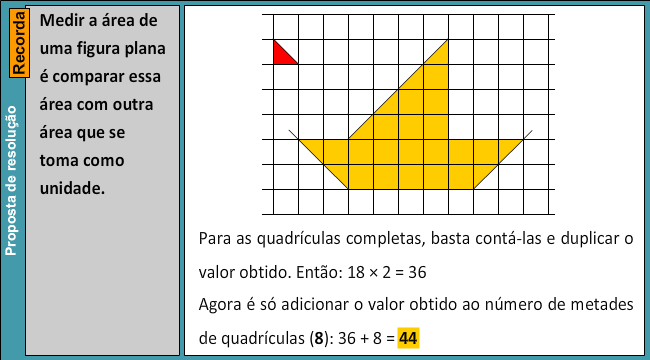 Recorda
Proposta de resolução
Medir a área de
uma figura plana
é comparar essa
área com outra
área que se
toma como
unidade.
Para as quadrículas completas, basta contá-las e duplicar o
valor obtido. Então: 18 × 2 = 36
Agora é só adicionar o valor obtido ao número de metades
de quadrículas (8): 36 + 8 = 44